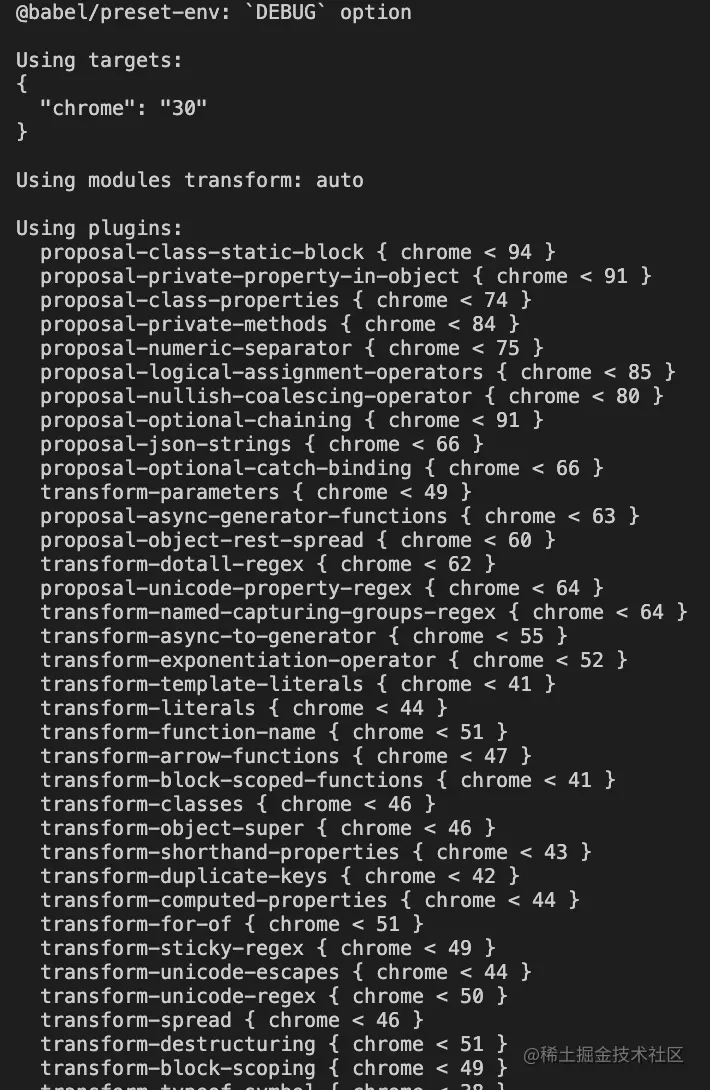 @babel/preset-env: `DEBUG` option
Using targets:
{
  "chrome": "30"
}
Using modules transform: auto
Using plugins:
  proposal-class-static-block { chrome < 94 }
  proposal-private-property-in-object { chrome < 91 }
  proposal-class-properties { chrome < 74 }
  proposal-private-methods { chrome < 84 }
  proposal-numeric-separator { chrome < 75 }
  proposal-logical-assignment-operators { chrome < 85 }
  proposal-nullish-coalescing-operator { chrome < 80 }
  proposal-optional-chaining { chrome < 91 }
  proposal-json-strings { chrome < 66 }
  proposal-optional-catch-binding { chrome < 66 }
  transform-parameters { chrome < 49 }
  proposal-async-generator-functions { chrome < 63 }
  proposal-object-rest-spread { chrome < 60 }
  transform-dotall-regex { chrome < 62 }
  proposal-unicode-property-regex { chrome < 64 }
  transform-named-capturing-groups-regex { chrome < 64 }
  transform-async-to-generator { chrome < 55 }
  transform-exponentiation-operator { chrome < 52 }
  transform-template-literals { chrome < 41 }
  transform-literals { chrome < 44 }
  transform-function-name { chrome < 51 }
  transform-arrow-functions { chrome < 47 }
  transform-block-scoped-functions { chrome < 41 }
  transform-classes { chrome < 46 }
  transform-object-super { chrome < 46 }
  transform-shorthand-properties { chrome < 43 }
  transform-duplicate-keys { chrome < 42 }
  transform-computed-properties { chrome < 44 }
  transform-for-of { chrome < 51 }
  transform-sticky-regex { chrome < 49 }
  transform-unicode-escapes { chrome < 44 }
  transform-unicode-regex { chrome < 50 }
  transform-spread { chrome < 46 }
  transform-destructuring { chrome < 51 }
  transform-block-scoping { chrome < 49 }
  transform-typeof-symbol { chrome < 38 }
@稀土掘金技术社区